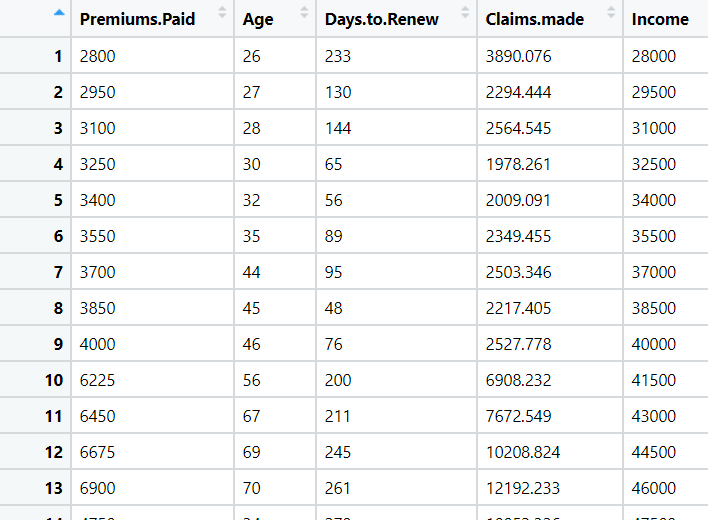 Premiums.Paid Age Days.to.Renew Claims.made Income
1 2800 26 233 3890.076 28000
2 2950 27 130 2294.444 29500
3 3100 28 144 2564.545 31000
4 3250 30 65 1978.261 32500
5 3400 32 56 2009.091 34000
6 3550 35 89 2349.455 35500
7 3700 44 95 2503.346 37000
8 3850 45 48 2217.405 38500
9 4000 46 76 2527.778 40000
10 6225 56 200 6908.232 41500
11 6450 67 211 7672.549 43000
12 6675 69 245 10208.824 44500
13 6900 70 261 12192.233 46000